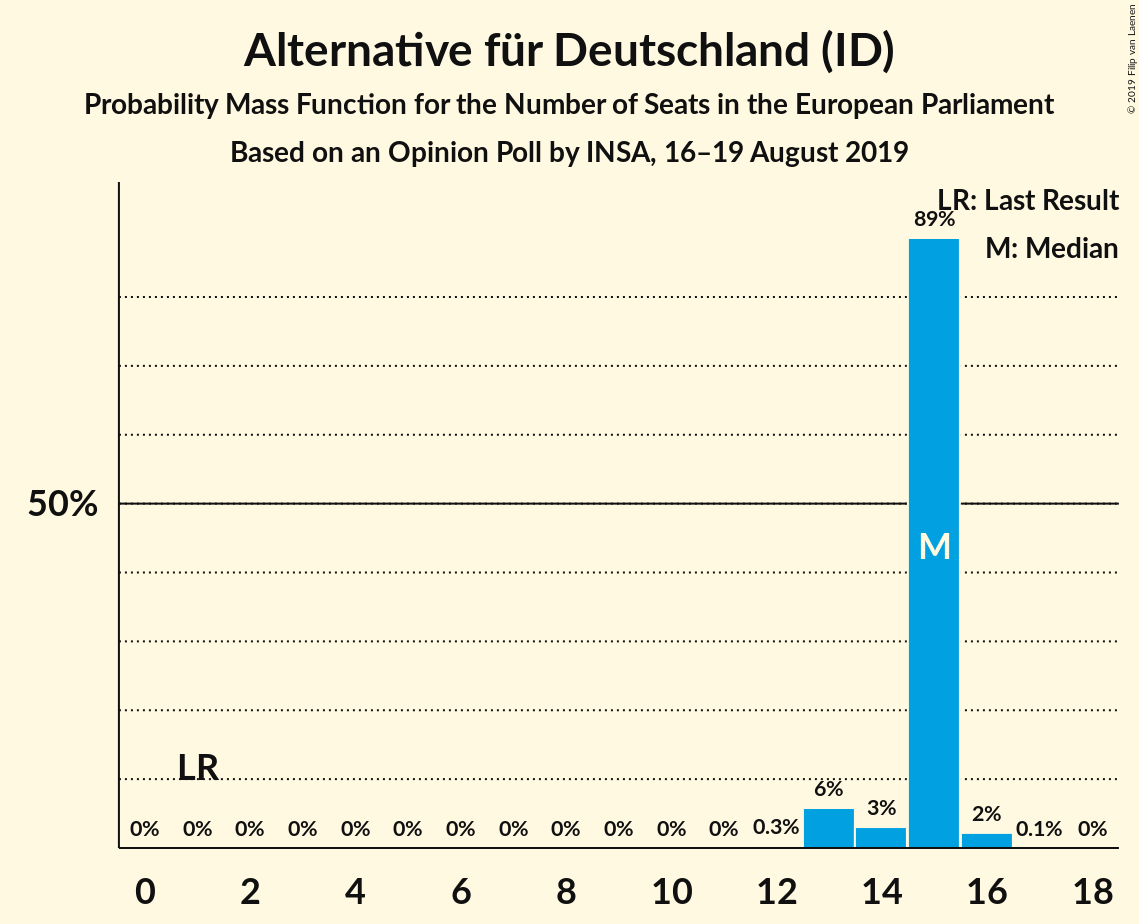 Alternative für Deutschland (ID)
Probability Mass Function for the Number of Seats in the European Parliament
Based on an Opinion Poll by INSA, 16–19 August 2019
© 2019 Filip van Laenen
LR: Last Result
M: Median
89%
50%
M
LR
0% 0% 0% 0% 0% 0% 0% 0% 0% 0% 0% 0% 0.3% 6% 3% 2% 0.1% 0%
0 2 4 6 8 10 12 14 16 18